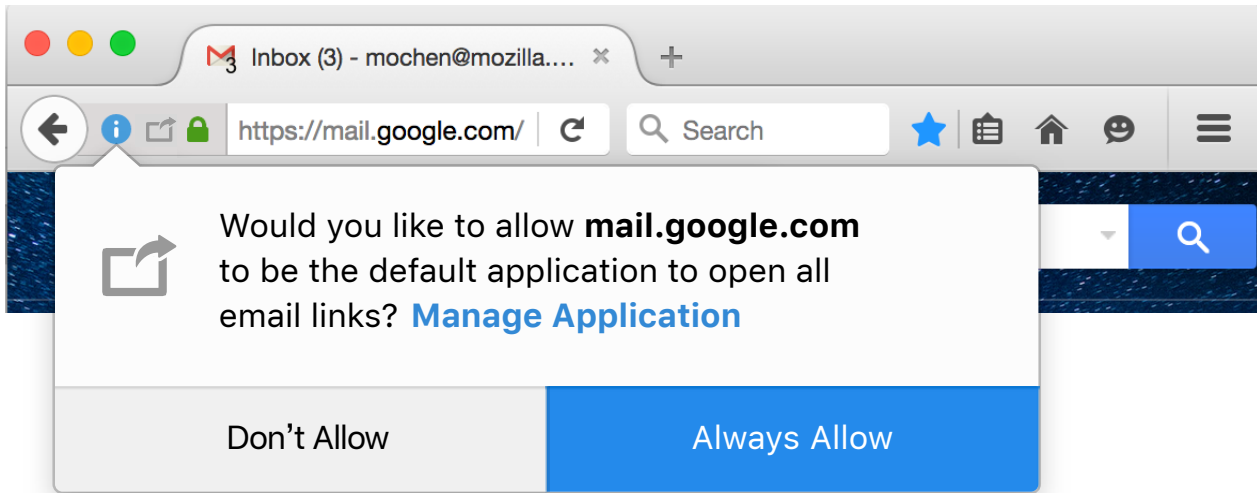 3 Inbox (3) - mochen@mozilla....
https://mail.google.com/ Search
Would you like to allow mail.google.com
to be the default application to open all
email links? Manage Application
Don’t Allow Always Allow